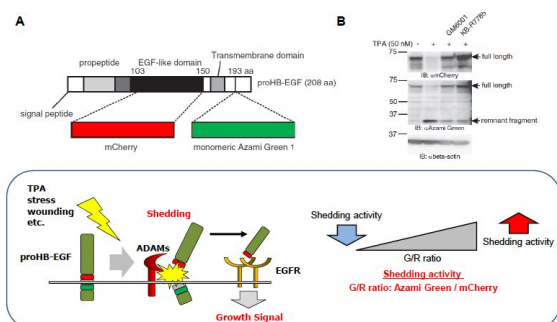 A
propeptide
EGF-like domain
Transmembrane domain
103
150
193 aa
proHB-EGF (208 aa)
signal peptide
mCherry
monomeric Azami Green 1
B
GM6001
KB-R7785
TPA (50 nM)
- + + +
75
full length
50
IB: αmCherry
75
full length
50
37
remnant fragment
IB: αAzami Green
37
IB: αbeta-actin
TPA
stress
wounding
etc.
Shedding
ADAMs
proHB-EGF
EGFR
Growth Signal
Shedding activity
Shedding activity
G/R ratio
Shedding activity
G/R ratio: Azami Green / mCherry